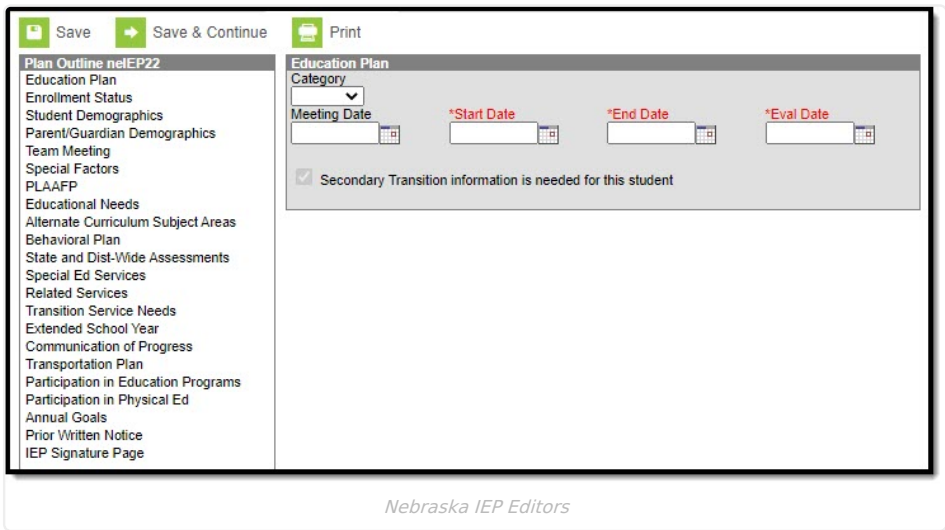 Save Save & Continue Print
Plan Outline neIEP22
Education Plan
Enrollment Status
Student Demographics
Parent/Guardian Demographics
Team Meeting
Special Factors
PLAAFP
Educational Needs
Alternate Curriculum Subject Areas
Behavioral Plan
State and Dist-Wide Assessments
Special Ed Services
Related Services
Transition Service Needs
Extended School Year
Communication of Progress
Transportation Plan
Participation in Education Programs
Participation in Physical Ed
Annual Goals
Prior Written Notice
IEP Signature Page
Education Plan
Category
Meeting Date *Start Date *End Date *Eval Date
Secondary Transition information is needed for this student
Nebraska IEP Editors